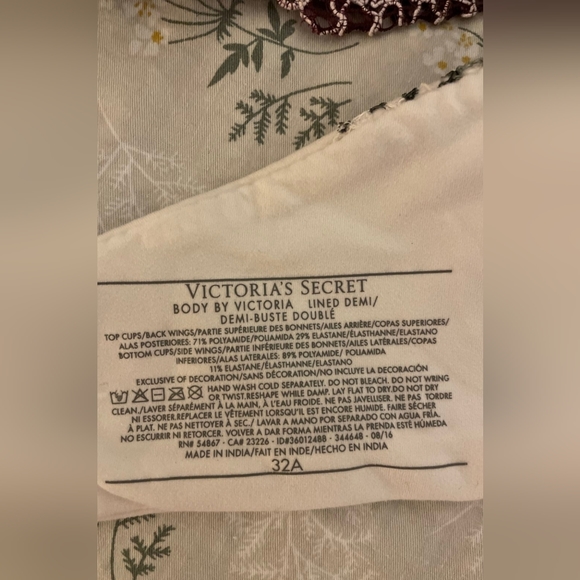 VICTORIA'S SECRET
BODY BY VICTORIA LINED DEMI/
DEMI-BUSTE DOUBLÉ
TOP CUPS/BACK WINGS/PARTIE SUPÉRIEURE DES BONNETS/AILES ARRIÈRE/COPAS SUPERIORES/
ALAS POSTERIORES: 71% POLYAMIDE/POLIAMIDA 29% ELASTANE/ÉLASTHANNE/ELASTANO
BOTTOM CUPS/SIDE WINGS/PARTIE INFÉRIEURE DES BONNETS/AILES LATÉRALES/COPAS
INFERIORES/ALAS LATERALES: 89% POLYAMIDE/ POLIAMIDA
11% ELASTANE/ÉLASTHANNE/ELASTANO
EXCLUSIVE OF DECORATION/SANS DÉCORATION/NO INCLUYE LA DECORACIÓN
HAND WASH COLD SEPARATELY. DO NOT BLEACH. DO NOT WRING
OR TWIST.RESHAPE WHILE DAMP. LAY FLAT TO DRY.DO NOT DRY
CLEAN./LAVER SÉPARÉMENT À LA MAIN, À L'EAU FROIDE. NE PAS JAVELLISER. NE PAS TORDRE
NI ESSORER.REPLACER LE VÊTEMENT LORSQU'IL EST ENCORE HUMIDE. FAIRE SÉCHER
À PLAT. NE PAS NETTOYER À SEC./ LAVAR A MANO POR SEPARADO CON AGUA FRÍA.
NO ESCURRIR NI RETORCER. VOLVER A DAR FORMA MIENTRAS LA PRENDA ESTÉ HÚMEDA
RN# 54867 - CA# 23226 - ID#36012488 - 344648 - 08/16
MADE IN INDIA/FAIT EN INDE/HECHO EN INDIA
32A